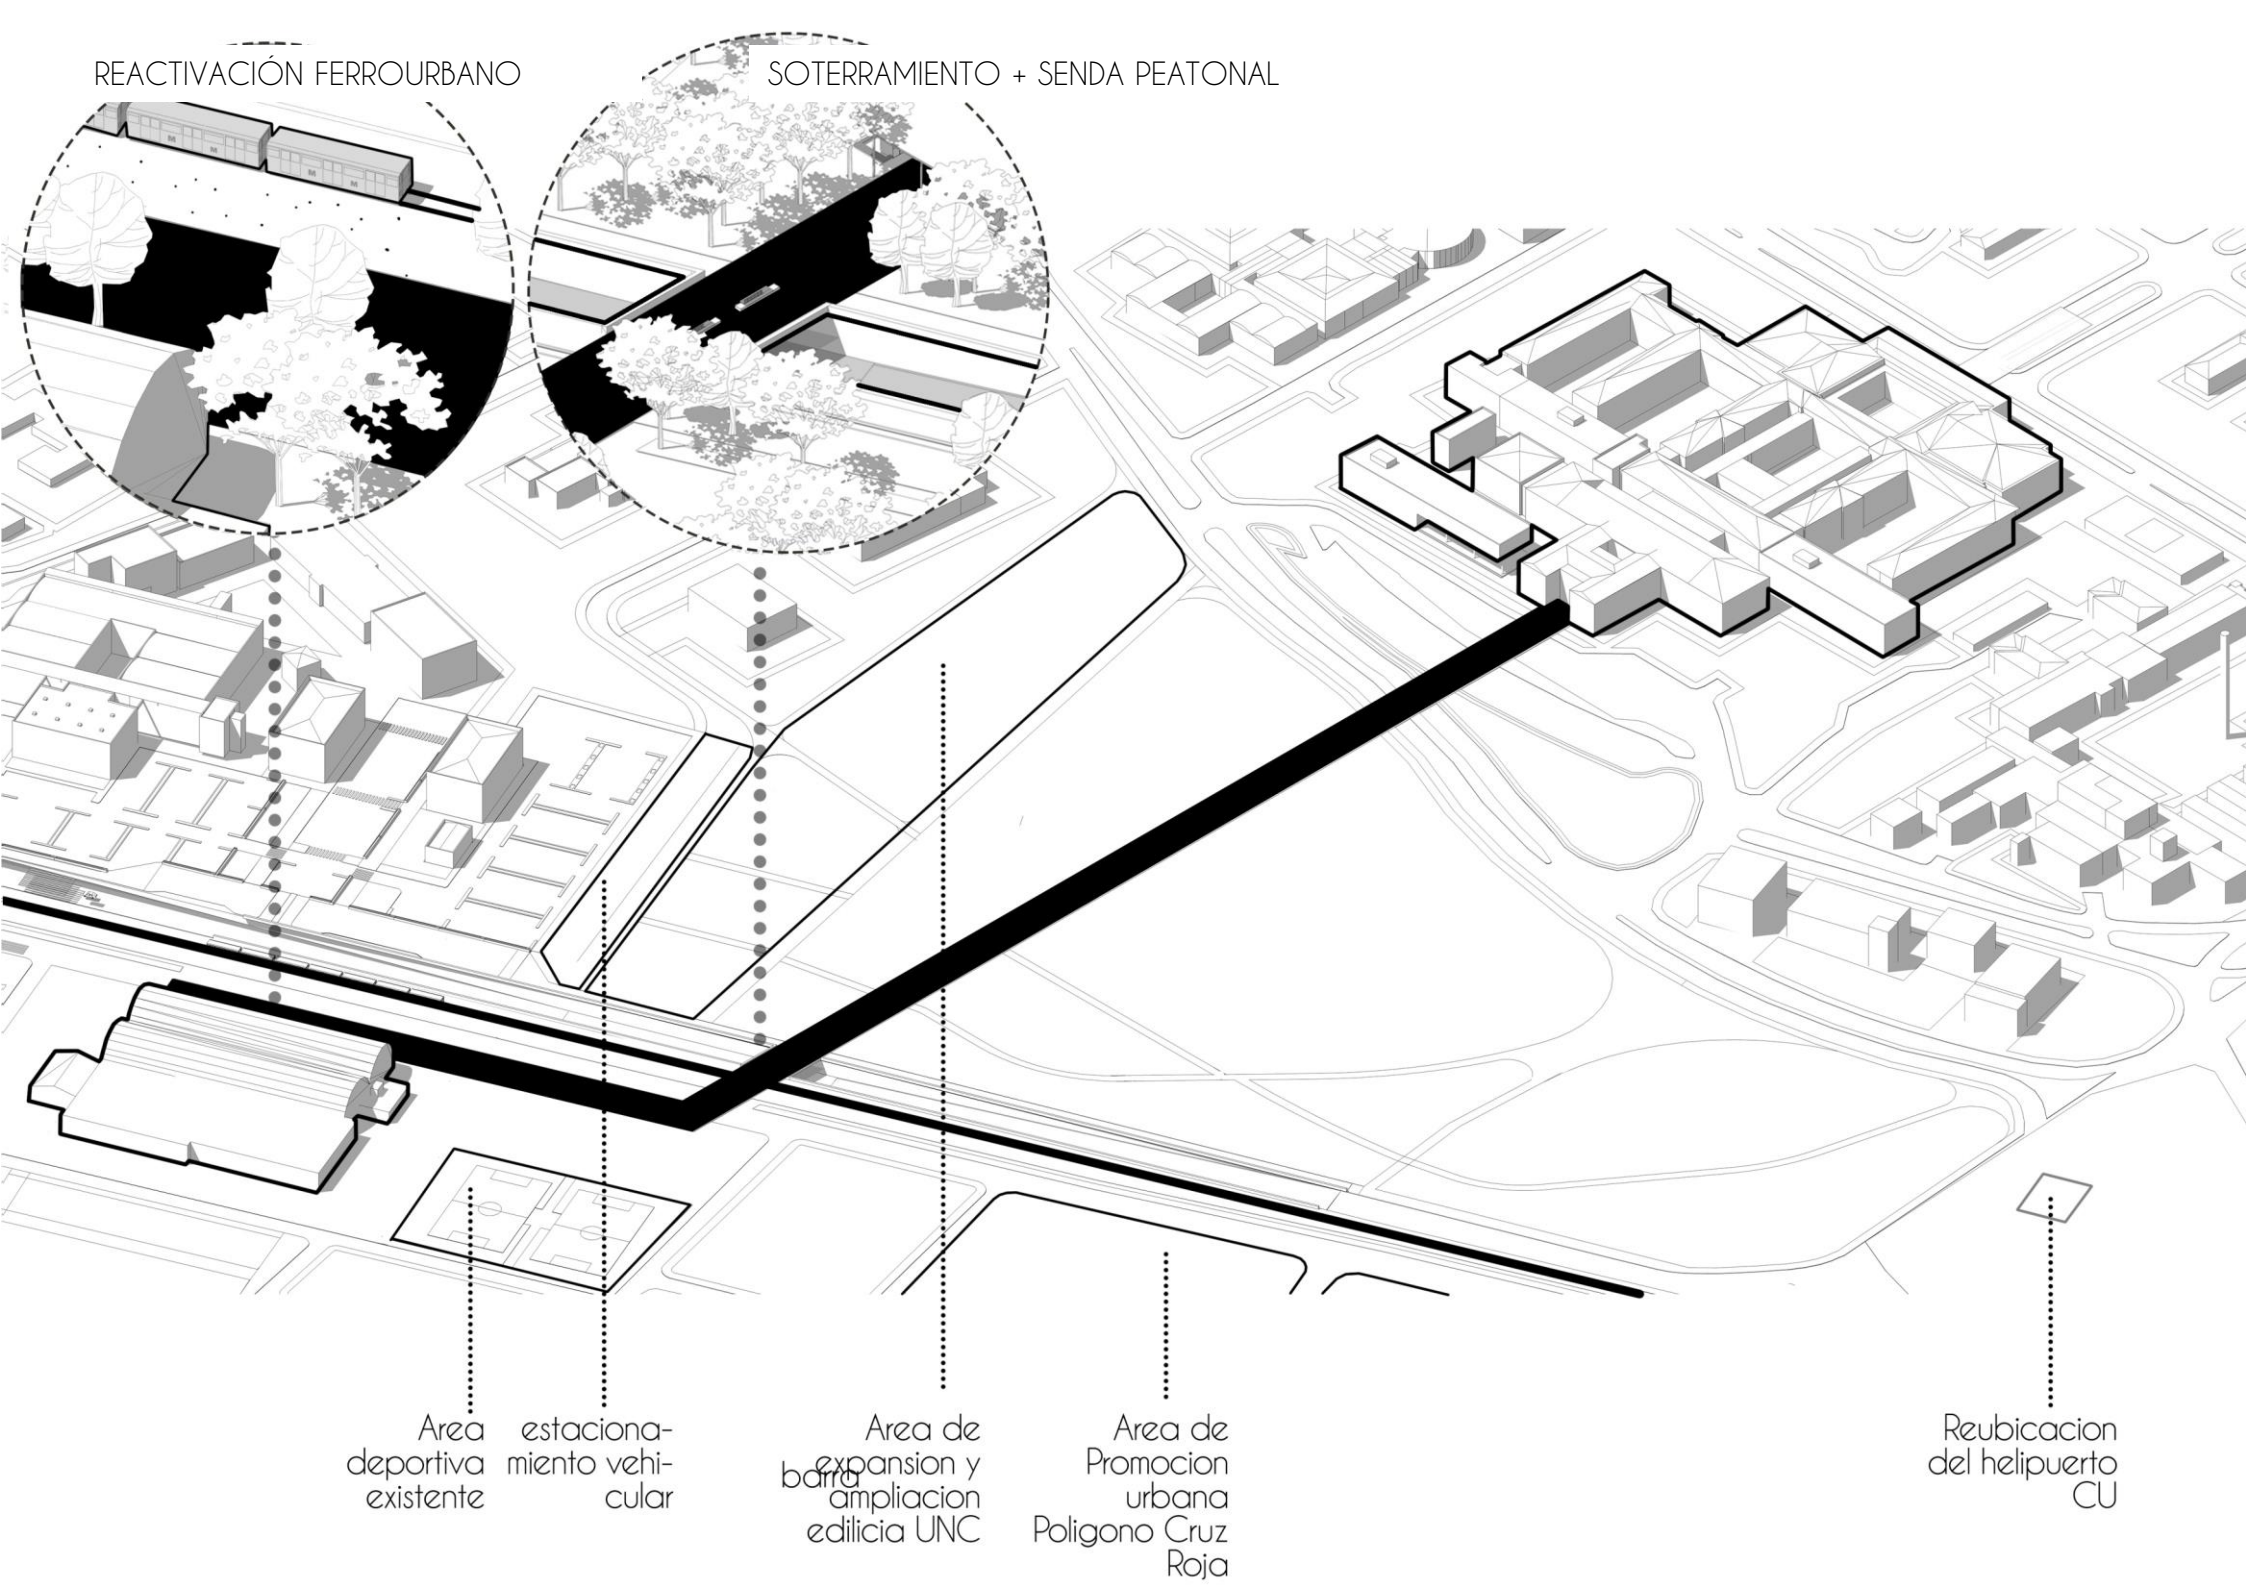 REACTIVACIÓN FERROURBANO
SOTERRAMIENTO + SENDA PEATONAL
Area
deportiva
existente
estaciona-
miento vehi-
cular
barra
Area de
expansion y
ampliacion
edilicia UNC
Area de
Promocion
urbana
Poligono Cruz
Roja
Reubicacion
del helipuerto
CU